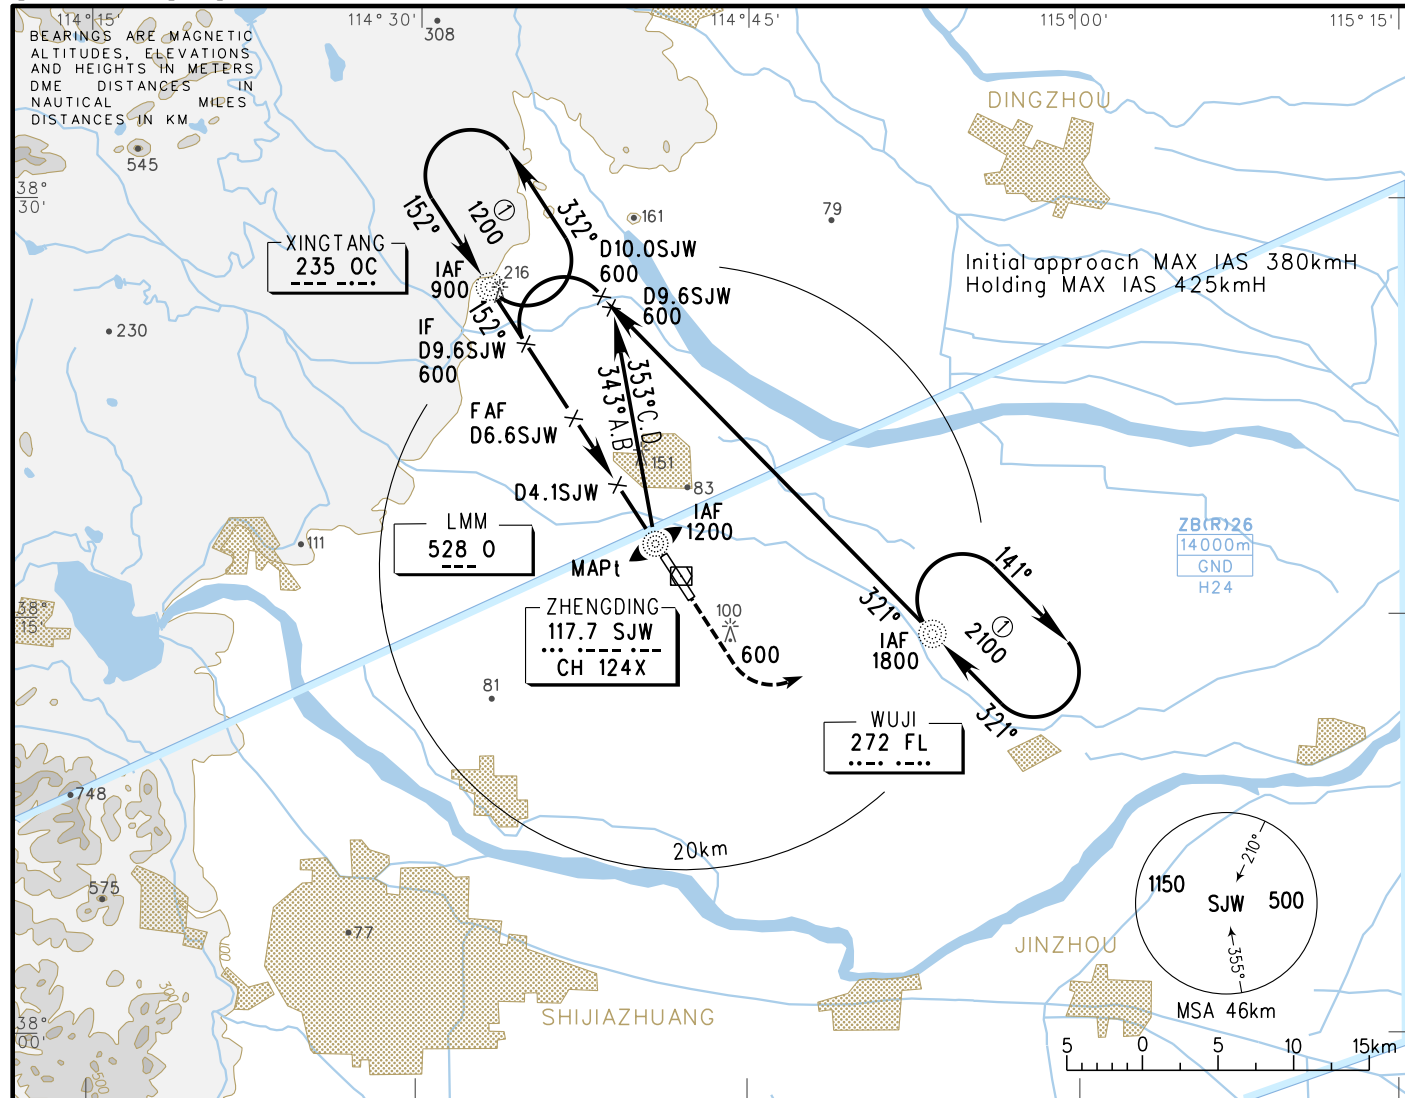 114° 15'
114° 30'
114° 45'
115° 00'
115° 15'
BEARINGS ARE MAGNETIC
ALTITUDES, ELEVATIONS
AND HEIGHTS IN METERS
DME DISTANCES IN
NAUTICAL MILES
DISTANCES IN KM
308
545
DINGZHOU
38°
30'
152°
1200 ①
332°
161
79
XINGTANG
235 OC
IAF
900
216
D10.0SJW
600
D9.6SJW
600
Initial approach MAX IAS 380kmH
Holding MAX IAS 425kmH
230
152°
IF
D9.6SJW
600
353° C.D
343° A.B
FAF
D6.6SJW
151
D4.1SJW
83
IAF
1200
LMM
528 O
111
MAPt
ZB(R)26
14000m
GND
H24
141°
321°
38°
15'
ZHENGDING
117.7 SJW
CH 124X
100
600
IAF
1800
2100 ①
321°
81
WUJI
272 FL
748
20km
575
77
100
300
500
SHIJIAZHUANG
JINZHOU
210°
1150
SJW
500
355°
MSA 46km
38°
00'
5 0 5 10 15km